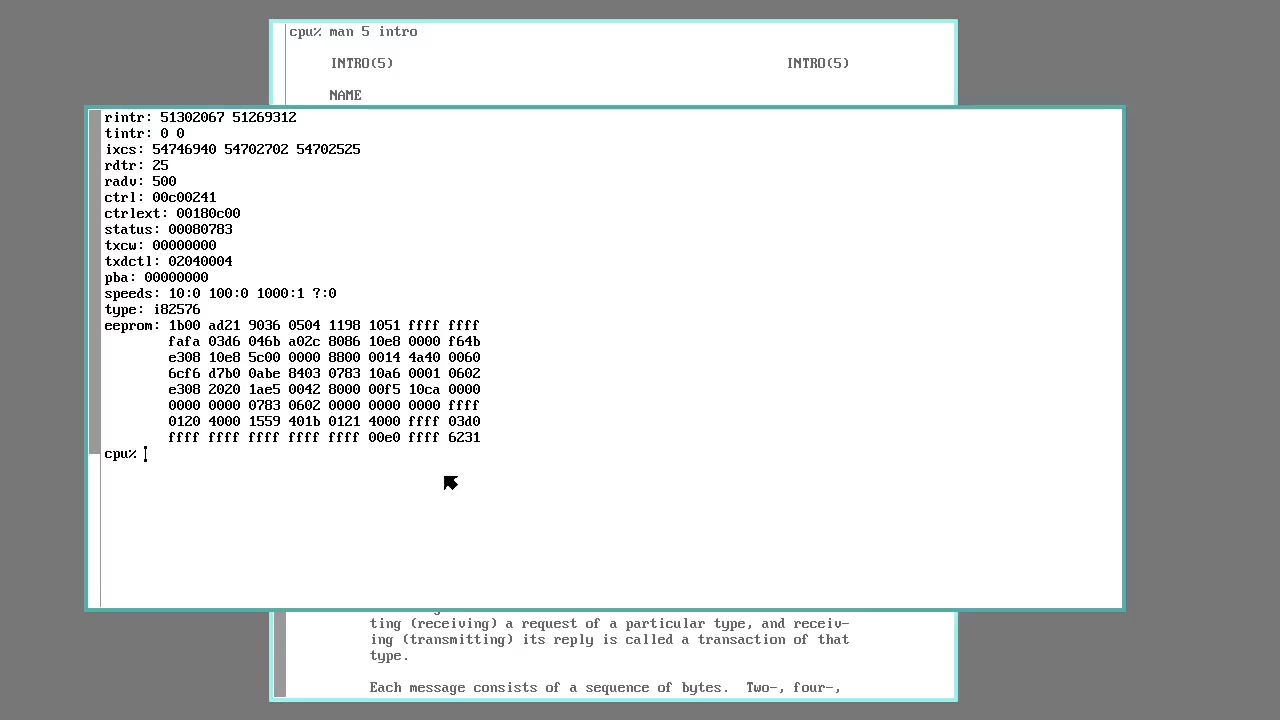 cpu% man 5 intro
INTRO(5) INTRO(5)
NAME
rintr: 51302067 51269312
tintr: 0 0
ixcs: 54746940 54702702 54702525
rdtr: 25
radv: 500
ctrl: 00c00241
ctrlext: 00180c00
status: 00080783
txcw: 00000000
txdctl: 02040004
pba: 00000000
speeds: 10:0 100:0 1000:1 ?:0
type: i82576
eeprom: 1b00 ad21 9036 0504 1198 1051 ffff ffff
fafa 03d6 046b a02c 8086 10e8 0000 f64b
e308 10e8 5c00 0000 8800 0014 4a40 0060
6cf6 d7b0 0abe 8403 0783 10a6 0001 0602
e308 2020 1ae5 0042 8000 00f5 10ca 0000
0000 0000 0783 0602 0000 0000 0000 ffff
0120 4000 1559 401b 0121 4000 ffff 03d0
ffff ffff ffff ffff ffff 00e0 ffff 6231
cpu%
ting (receiving) a request of a particular type, and receiv-
ing (transmitting) its reply is called a transaction of that
type.
Each message consists of a sequence of bytes. Two-, four-,